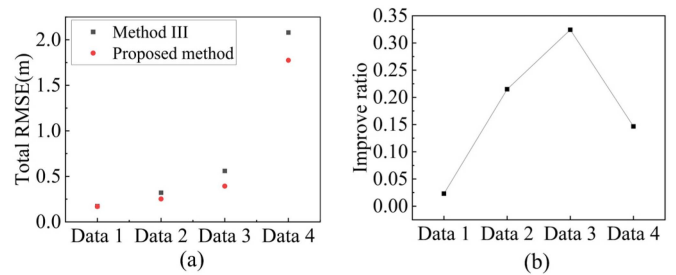 Total RMSE(m)
2.0
1.5
1.0
0.5
0.0
Method III
Proposed method
Data 1 Data 2 Data 3 Data 4
(a)
Improve ratio
0.35
0.30
0.25
0.20
0.15
0.10
0.05
0.00
Data 1 Data 2 Data 3 Data 4
(b)